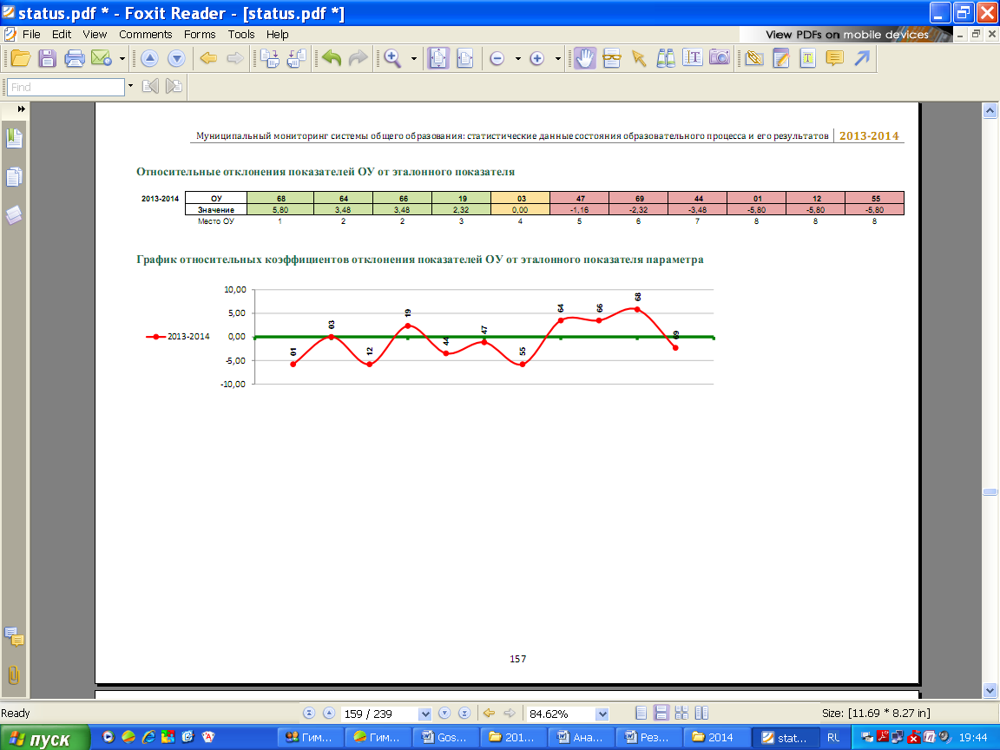 status.pdf * - Foxit Reader - [status.pdf *]
File Edit View Comments Forms Tools Help
View PDFs on mobile devices
Find
Муниципальный мониторинг системы общего образования: статистические данные состояния образовательного процесса и его результатов 2013-2014
Относительные отклонения показателей ОУ от эталонного показателя
2013-2014 ОУ 68 64 66 19 03 47 69 44 01 12 55
Значение 5,80 3,48 3,48 2,32 0,00 -1,16 -2,32 -3,48 -5,80 -5,80 -5,80
Место ОУ 1 2 2 3 4 5 6 7 8 8 8
График относительных коэффициентов отклонения показателей ОУ от эталонного показателя параметра
10,00
5,00
0,00
-5,00
-10,00
2013-2014
01 03 12 19 44 47 55 64 66 68 69
157
Ready
159 / 239
84.62%
Size: [11.69 * 8.27 in]
пуск
Гим...
Гим...
Gos...
201...
Ана...
Рез...
2014
stat...
RU
19:44